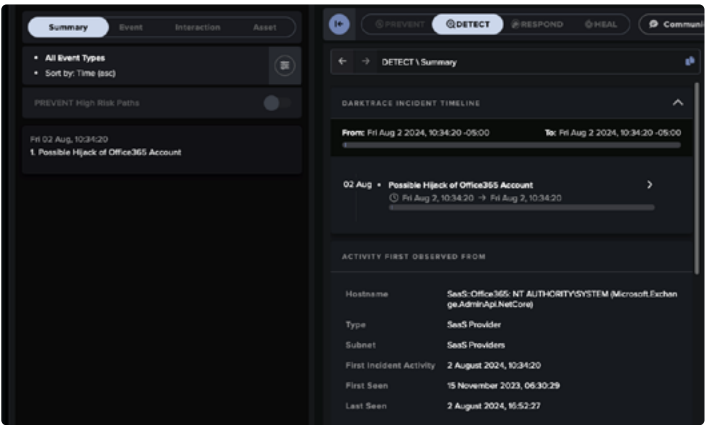 Summary Event Interaction Asset
• All Event Types
• Sort by: Time (asc)
PREVENT High Risk Paths
Fri 02 Aug, 10:34:20
1. Possible Hijack of Office365 Account
PREVENT DETECT RESPOND HEAL Communi
DETECT \ Summary
DARKTRACE INCIDENT TIMELINE
From: Fri Aug 2 2024, 10:34:20 -05:00 To: Fri Aug 2 2024, 10:34:20 -05:00
02 Aug • Possible Hijack of Office365 Account
Fri Aug 2, 10:34:20 → Fri Aug 2, 10:34:20
ACTIVITY FIRST OBSERVED FROM
Hostname SaaS::Office365: NT AUTHORITY\SYSTEM (Microsoft.Exchan
ge.AdminApi.NetCore)
Type SaaS Provider
Subnet SaaS Providers
First Incident Activity 2 August 2024, 10:34:20
First Seen 15 November 2023, 06:30:29
Last Seen 2 August 2024, 16:52:27